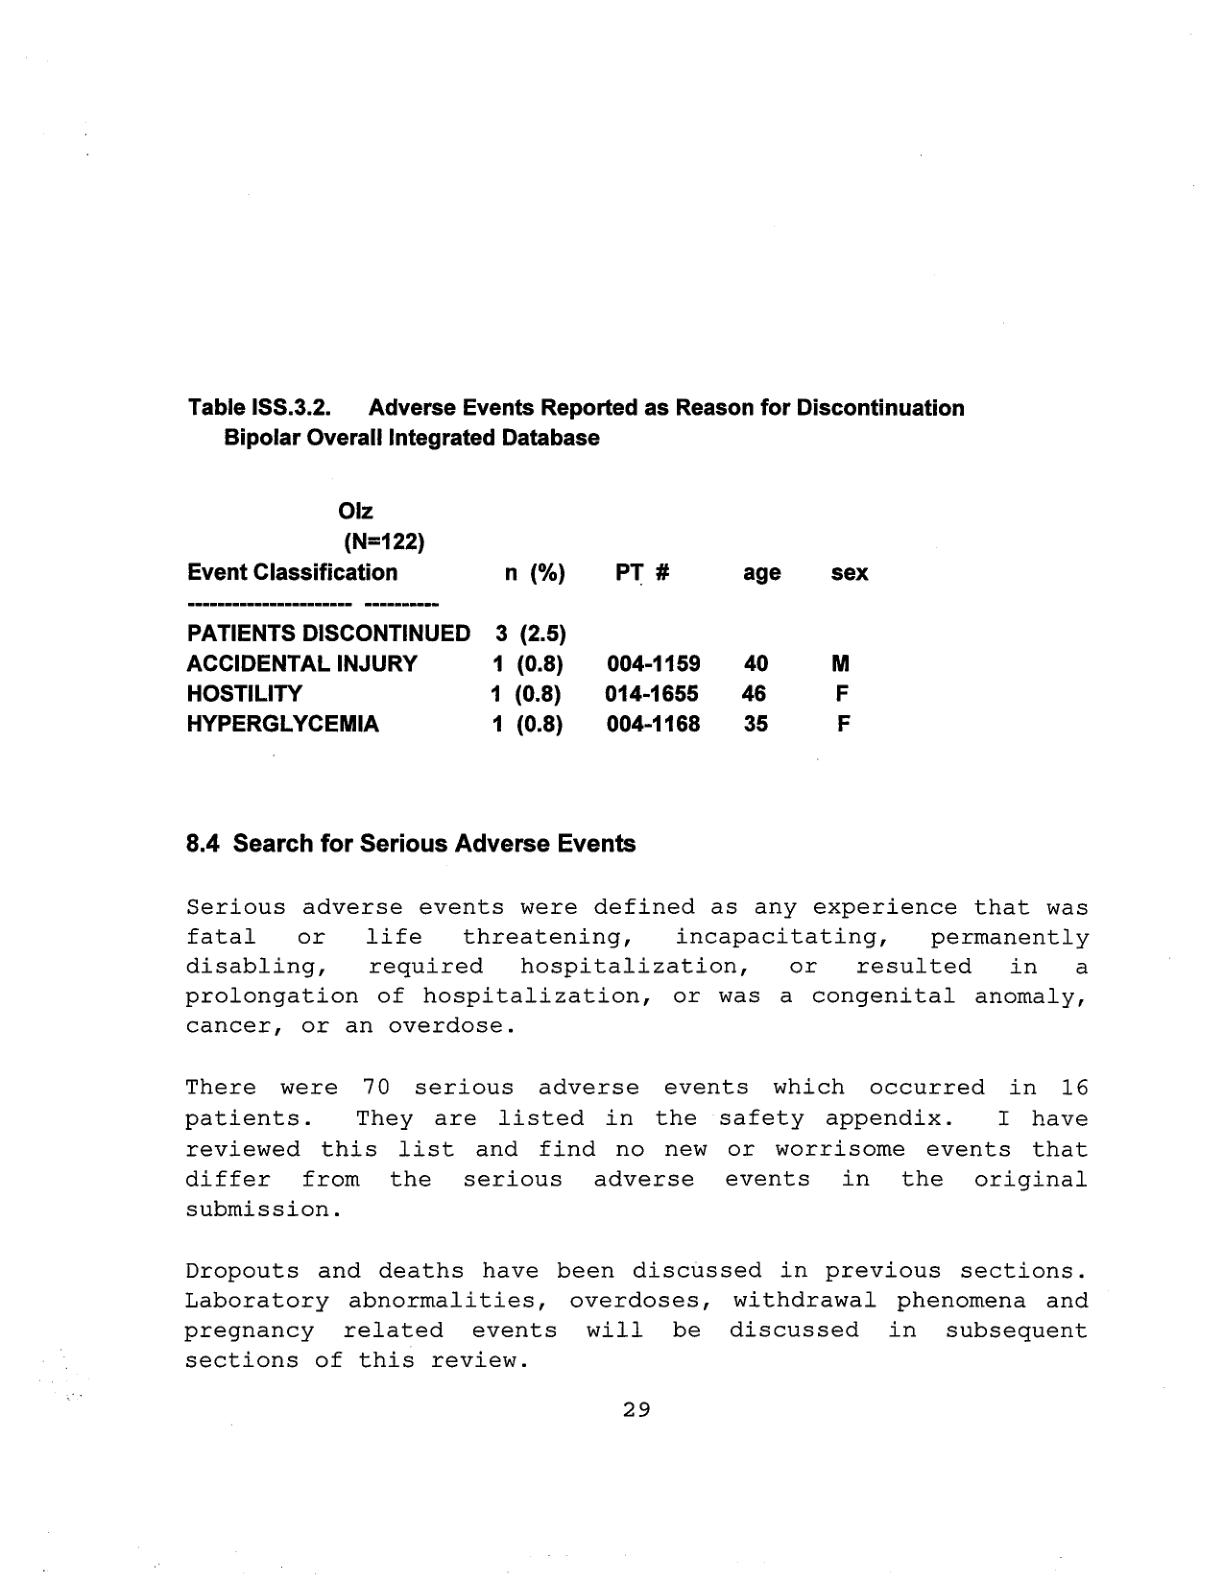 Table ISS.3.2. Adverse Events Reported as Reason for Discontinuation
Bipolar Overall Integrated Database
Olz
(N=122)
Event Classification n (%) PT # age sex
---------------------- ----------
PATIENTS DISCONTINUED 3 (2.5)
ACCIDENTAL INJURY 1 (0.8) 004-1159 40 M
HOSTILITY 1 (0.8) 014-1655 46 F
HYPERGLYCEMIA 1 (0.8) 004-1168 35 F
8.4 Search for Serious Adverse Events
Serious adverse events were defined as any experience that was
fatal or life threatening, incapacitating, permanently
disabling, required hospitalization, or resulted in a
prolongation of hospitalization, or was a congenital anomaly,
cancer, or an overdose.
There were 70 serious adverse events which occurred in 16
patients. They are listed in the safety appendix. I have
reviewed this list and find no new or worrisome events that
differ from the serious adverse events in the original
submission.
Dropouts and deaths have been discussed in previous sections.
Laboratory abnormalities, overdoses, withdrawal phenomena and
pregnancy related events will be discussed in subsequent
sections of this review.
29